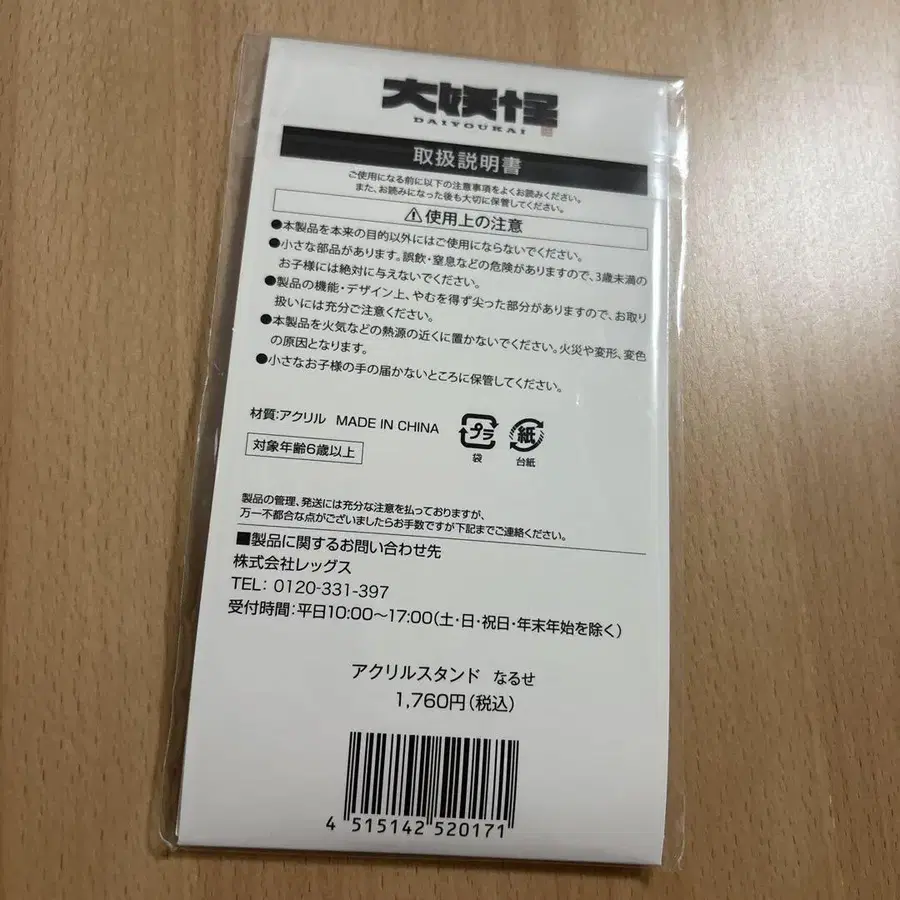 大妖怪
DAIYOUKAI
取扱説明書
ご使用になる前に以下の注意事項をよくお読みください。
また、お読みになった後も大切に保管してください。
⚠使用上の注意
●本製品を本来の目的以外にはご使用にならないでください。
●小さな部品があります。誤飲・窒息などの危険がありますので、3歳未満の
お子様には絶対に与えないでください。
●製品の機能・デザイン上、やむを得ず尖った部分がありますので、お取り
扱いには充分ご注意ください。
●本製品を火気などの熱源の近くに置かないでください。火災や変形、変色
の原因となります。
●小さなお子様の手の届かないところに保管してください。
材質:アクリル MADE IN CHINA
プラ
袋
紙
台紙
対象年齢6歳以上
製品の管理、発送には充分な注意を払っておりますが、
万一不都合な点がございましたらお手数ですが下記までご連絡ください。
■製品に関するお問い合わせ先
株式会社レッグス
TEL: 0120-331-397
受付時間:平日10:00～17:00(土・日・祝日・年末年始を除く)
アクリルスタンド なるせ
1,760円(税込)
4 515142 520171